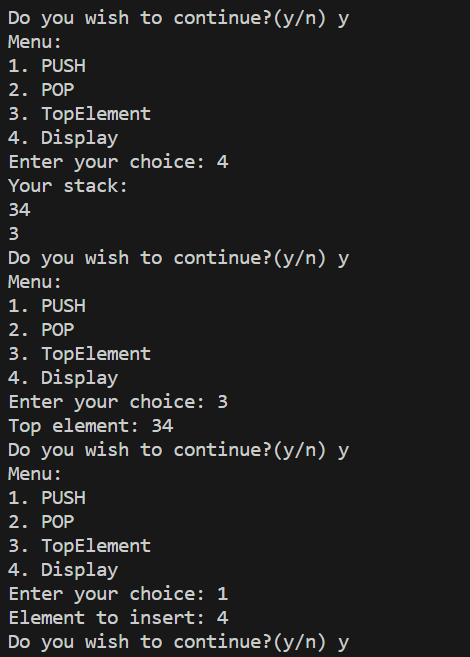 Do you wish to continue?(y/n) y
Menu:
1. PUSH
2. POP
3. TopElement
4. Display
Enter your choice: 4
Your stack:
34
3
Do you wish to continue?(y/n) y
Menu:
1. PUSH
2. POP
3. TopElement
4. Display
Enter your choice: 3
Top element: 34
Do you wish to continue?(y/n) y
Menu:
1. PUSH
2. POP
3. TopElement
4. Display
Enter your choice: 1
Element to insert: 4
Do you wish to continue?(y/n) y